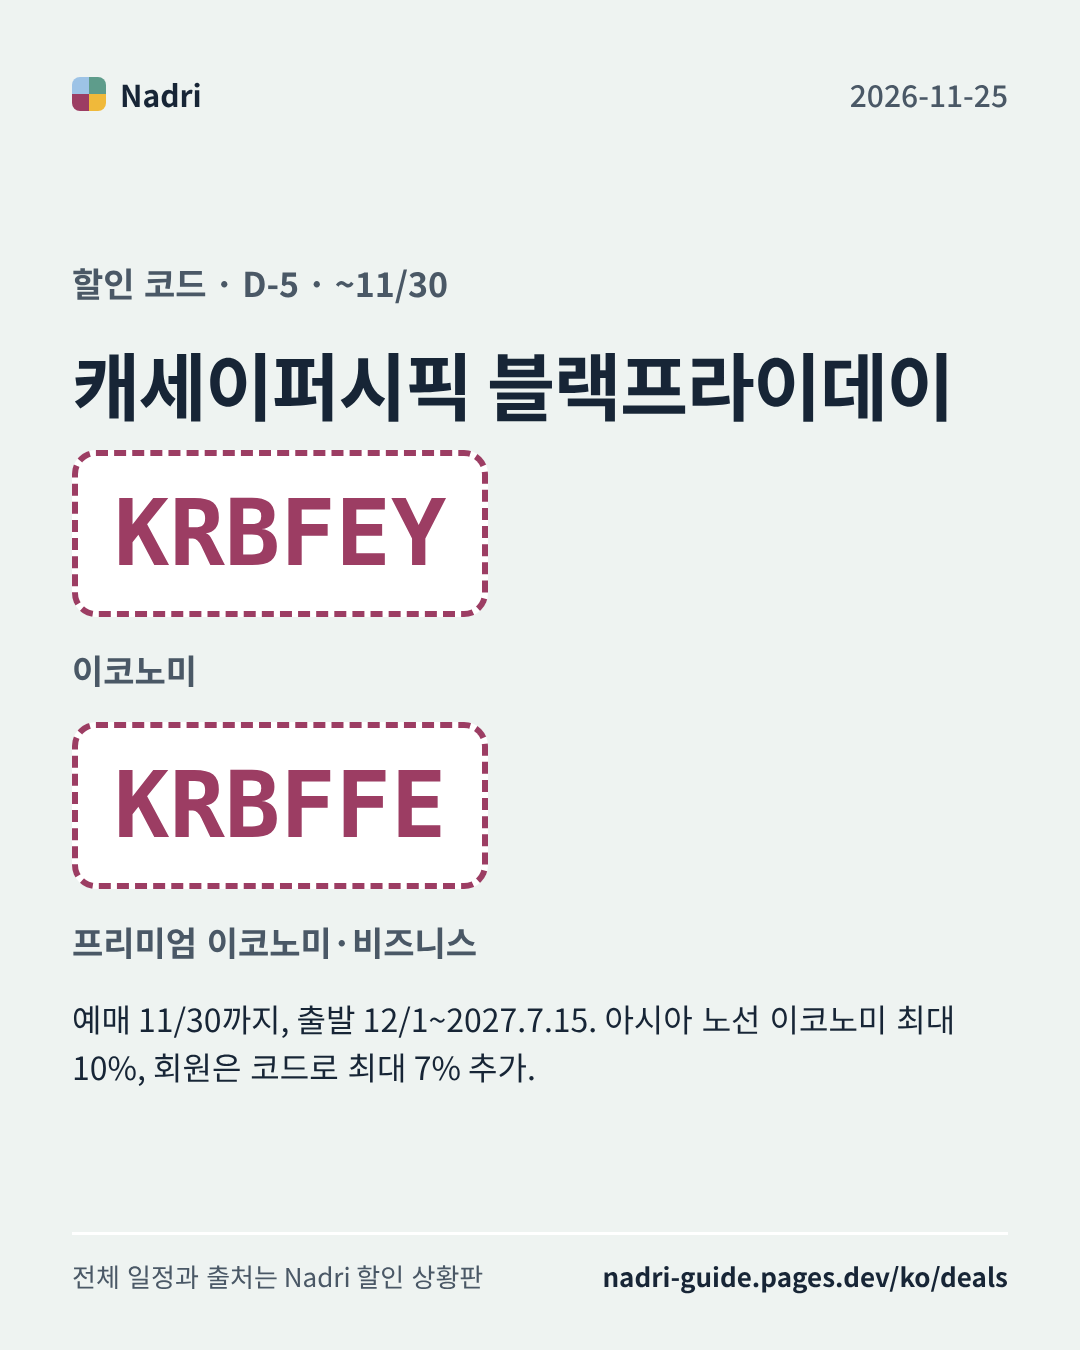 Nadri
2026-11-25
할인 코드 · D-5 · ~11/30
캐세이퍼시픽 블랙프라이데이
KRBFEY
이코노미
KRBFFE
프리미엄 이코노미·비즈니스
예매 11/30까지, 출발 12/1~2027.7.15. 아시아 노선 이코노미 최대
10%, 회원은 코드로 최대 7% 추가.
전체 일정과 출처는 Nadri 할인 상황판
nadri-guide.pages.dev/ko/deals